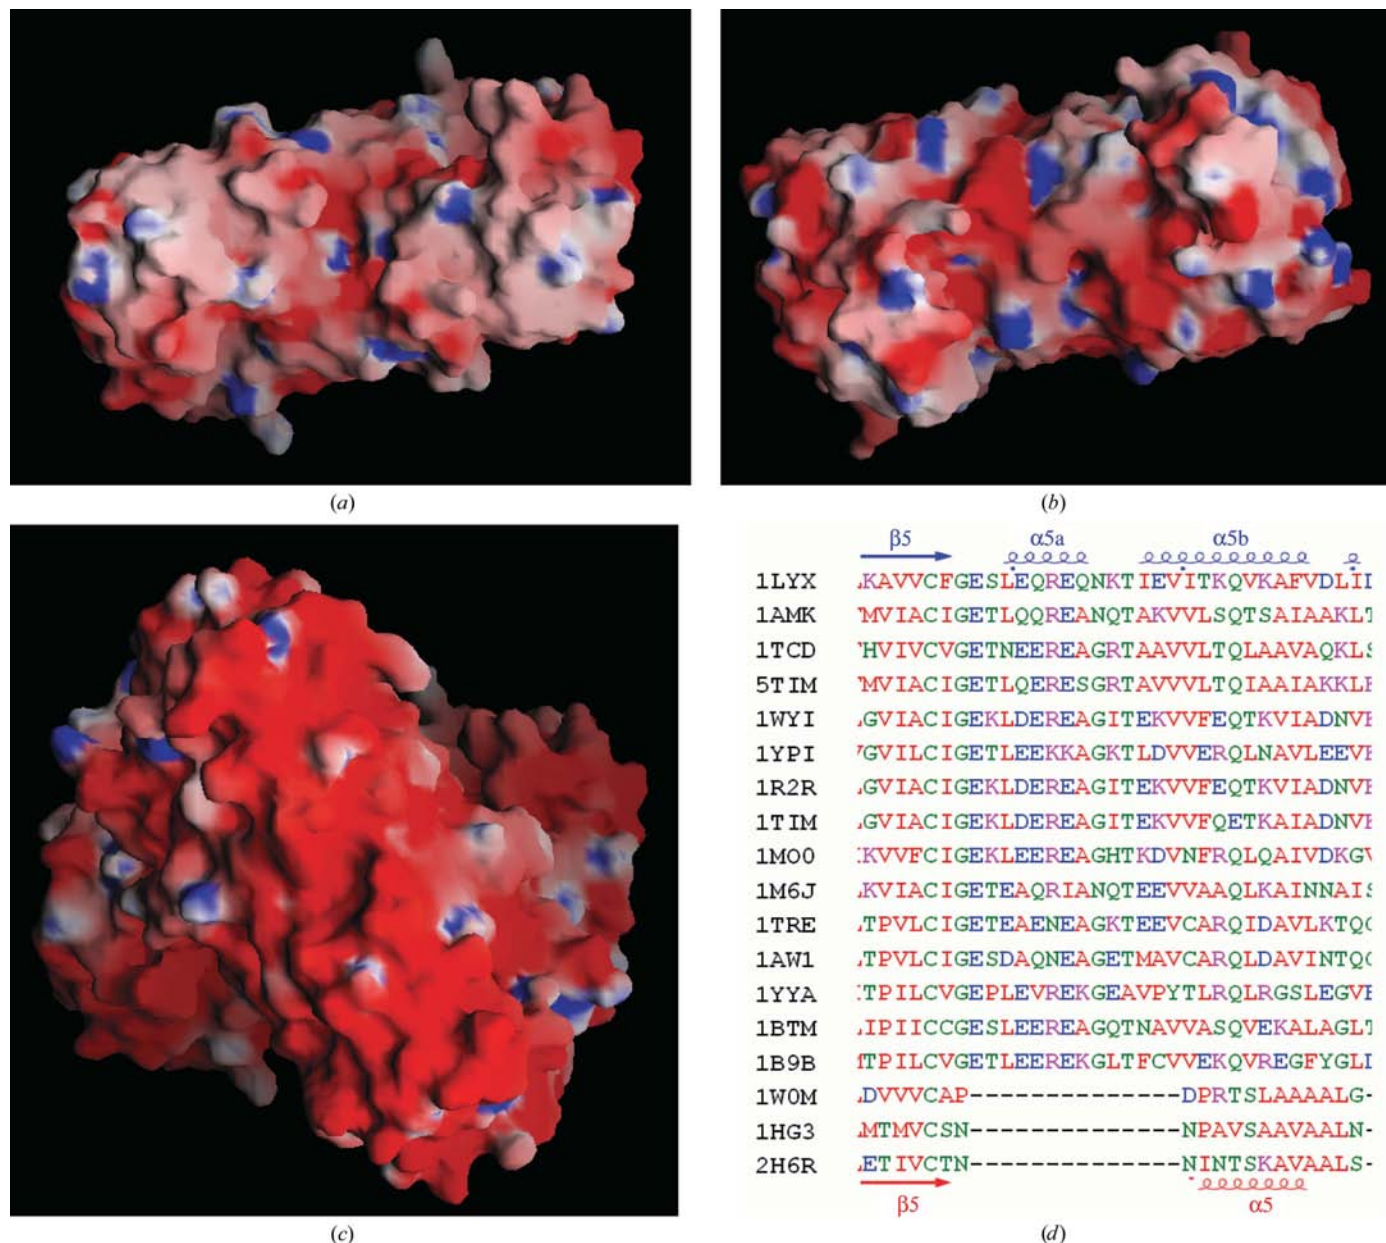 (a)
(b)
(c)
β5 α5a α5b
1LYX KAVVCFGESLEQREQNKTIEVITKQVKAFVDLI
1AMK MVIACIGETLQQREANQTAKVVLSQTSAIAAKL
1TCD HVIVCVGETNEEREAGRTAAVVLTQLAAVAQKL
5TIM MVIACIGETLQERESGRTAVVVLTQIAAIAKKL
1WYI GVIACIGEKLDEREAGITEKVVFEQTKVIADNV
1YPI GVILCIGETLEEKKAGKTLDVVERQLNAVLEEV
1R2R GVIACIGEKLDEREAGITEKVVFEQTKVIADNV
1TIM GVIACIGEKLDEREAGITEKVVFQETKAIADNV
1MO0 KVVFCIGEKLEEREAGHTKDVNFRQLQAIVDKG
1M6J KVIACIGETEAQRIANQTEEVVAAQLKAINNAI
1TRE TPVLCIGETEAENEAGKTEEVCARQIDAVLKTQ
1AW1 TPVLCIGESDAQNEAGETMAVCARQLDAVINTQ
1YYA TPILCVGEPLEVREKGEAVPYTLRQLRGSLEGV
1BTM IPIICCGESLEEREAGQTNAVVASQVEKALAGL
1B9B TPILCVGETLEEREKGLTFCVVEKQVREGFYGL
1W0M DVVVCAP--------------DPRTSLAAAALG-
1HG3 MTMVCSN--------------NPAVSAAVAALN-
2H6R ETIVCTN--------------NINTSKAVAALS-
β5 α5
(d)